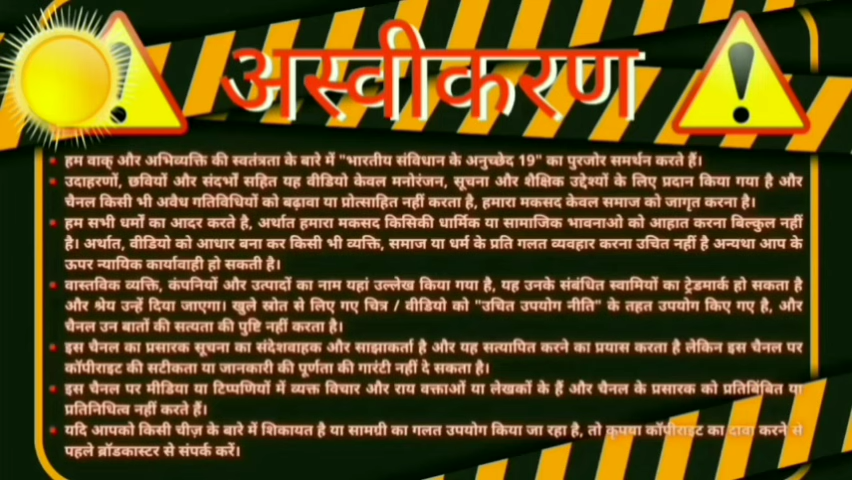 अस्वीकरण
हम वाक् और अभिव्यक्ति की स्वतंत्रता के बारे में "भारतीय संविधान के अनुच्छेद 19" का पुरजोर समर्थन करते हैं।
उदाहरणों, छवियों और संदर्भों सहित यह वीडियो केवल मनोरंजन, सूचना और शैक्षिक उद्देश्यों के लिए प्रदान किया गया है और
चैनल किसी भी अवैध गतिविधियों को बढ़ावा या प्रोत्साहित नहीं करता है, हमारा मकसद केवल समाज को जागृत करना है।
हम सभी धर्मों का आदर करते है, अर्थात हमारा मकसद किसिकी धार्मिक या सामाजिक भावनाओ को आहात करना बिल्कुल नहीं
है। अर्थात, वीडियो को आधार बना कर किसी भी व्यक्ति, समाज या धर्म के प्रति गलत व्यवहार करना उचित नहीं है अन्यथा आप के
ऊपर न्यायिक कार्यावाही हो सकती है।
वास्तविक व्यक्ति, कंपनियों और उत्पादों का नाम यहां उल्लेख किया गया है, यह उनके संबंधित स्वामियों का ट्रेडमार्क हो सकता है
और श्रेय उन्हें दिया जाएगा। खुले स्रोत से लिए गए चित्र / वीडियो को "उचित उपयोग नीति" के तहत उपयोग किए गए है, और
चैनल उन बातों की सत्यता की पुष्टि नहीं करता है।
इस चैनल का प्रसारक सूचना का संदेशवाहक और साझाकर्ता है और यह सत्यापित करने का प्रयास करता है लेकिन इस चैनल पर
कॉपीराइट की सटीकता या जानकारी की पूर्णता की गारंटी नहीं दे सकता है।
इस चैनल पर मीडिया या टिप्पणियों में व्यक्त विचार और राय वक्ताओं या लेखकों के हैं और चैनल के प्रसारक को प्रतिबिंबित या
प्रतिनिधित्व नहीं करते हैं।
यदि आपको किसी चीज़ के बारे में शिकायत है या सामग्री का गलत उपयोग किया जा रहा है, तो कृपया कॉपीराइट का दावा करने से
पहले ब्रॉडकास्टर से संपर्क करें।